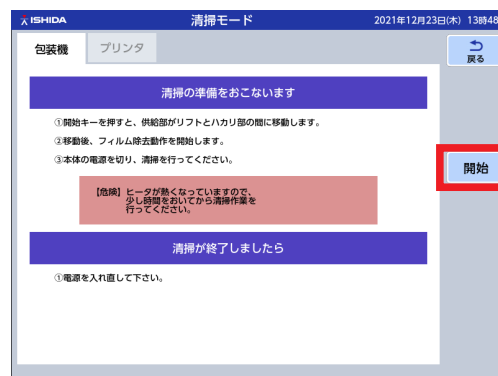 ISHIDA 清掃モード 2021年12月23日(木) 13時48
包装機 プリンタ
戻る
清掃の準備をおこないます
①開始キーを押すと、供給部がリフトとハカリ部の間に移動します。
②移動後、フィルム除去動作を開始します。
③本体の電源を切り、清掃を行ってください。
開始
【危険】ヒータが熱くなっていますので、
少し時間をおいてから清掃作業を
行ってください。
清掃が終了しましたら
①電源を入れ直して下さい。